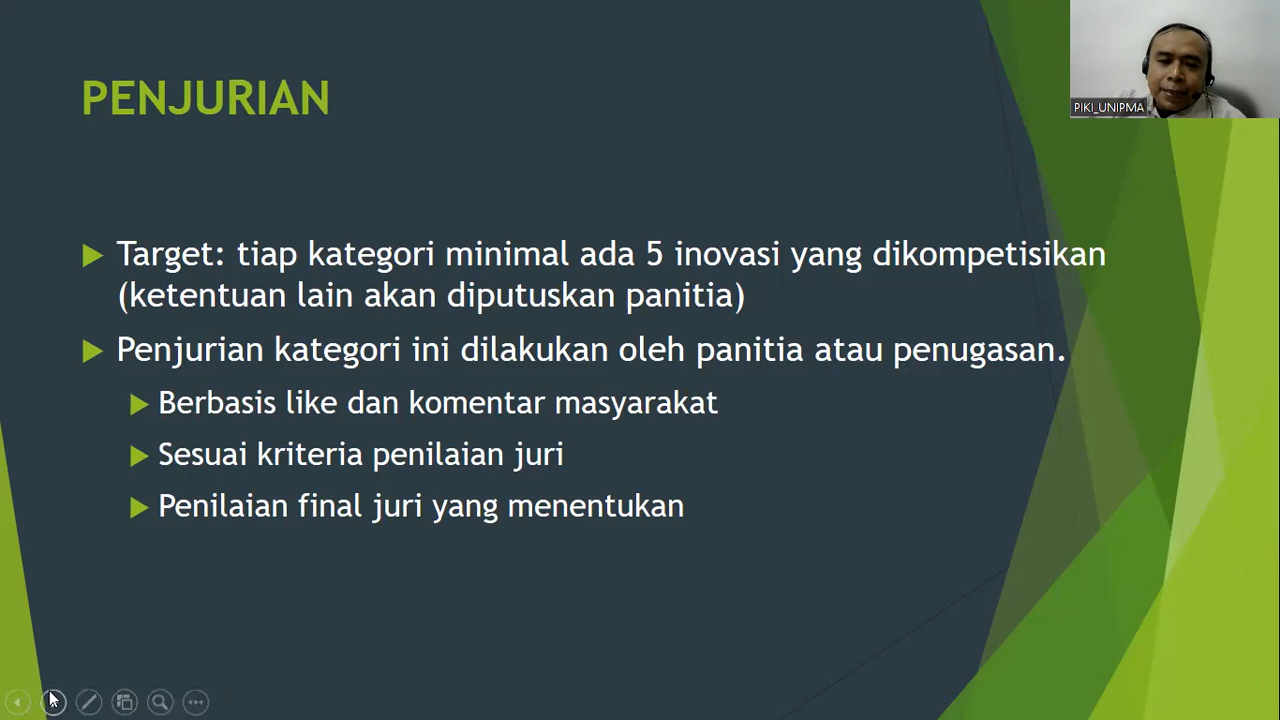 PENJURIAN
PIKI_UNIPMA
Target: tiap kategori minimal ada 5 inovasi yang dikompetisikan
(ketentuan lain akan diputuskan panitia)
Penjurian kategori ini dilakukan oleh panitia atau penugasan.
Berbasis like dan komentar masyarakat
Sesuai kriteria penilaian juri
Penilaian final juri yang menentukan